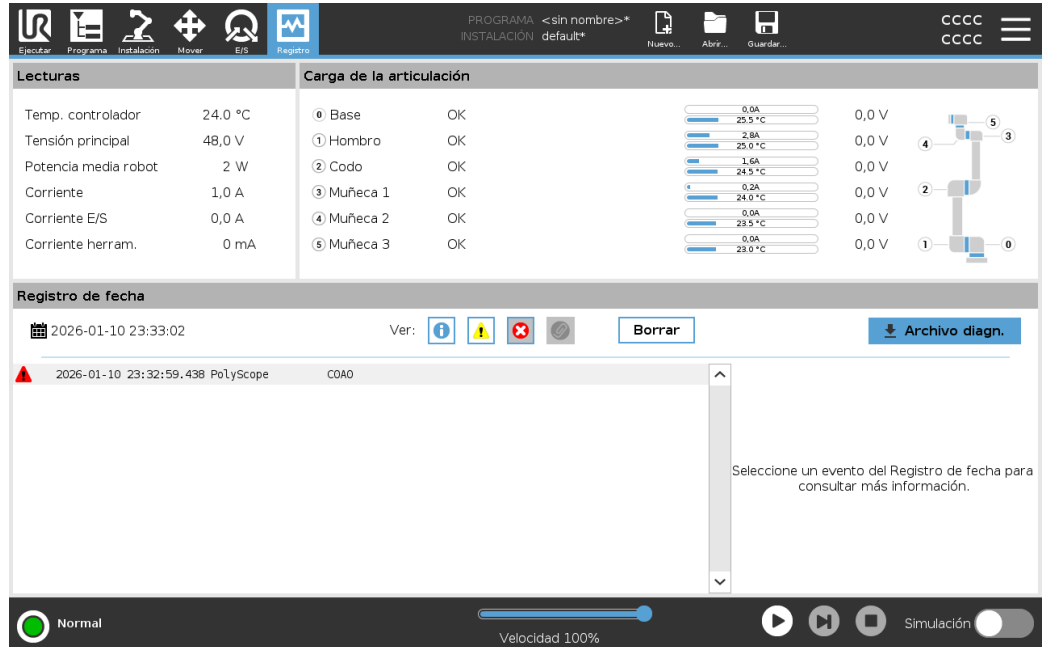 PROGRAMA <sin nombre>*
INSTALACIÓN default*
Ejecutar Programa Instalación Mover E/S Registro
Nuevo... Abrir... Guardar...
CCCC
CCCC
Lecturas
Temp. controlador 24.0 °C
Tensión principal 48,0 V
Potencia media robot 2 W
Corriente 1,0 A
Corriente E/S 0,0 A
Corriente herram. 0 mA
Carga de la articulación
0 Base OK 0,0A 25.5 °C 0,0 V
1 Hombro OK 2,8A 25.0 °C 0,0 V
2 Codo OK 1,6A 24.5 °C 0,0 V
3 Muñeca 1 OK 0,2A 24.0 °C 0,0 V
4 Muñeca 2 OK 0,0A 23.5 °C 0,0 V
5 Muñeca 3 OK 0,0A 23.0 °C 0,0 V
5
4 3
2
1 0
Registro de fecha
2026-01-10 23:33:02 Ver: Borrar Archivo diagn.
2026-01-10 23:32:59.438 PolyScope C0A0
Seleccione un evento del Registro de fecha para
consultar más información.
Normal
Velocidad 100%
Simulación